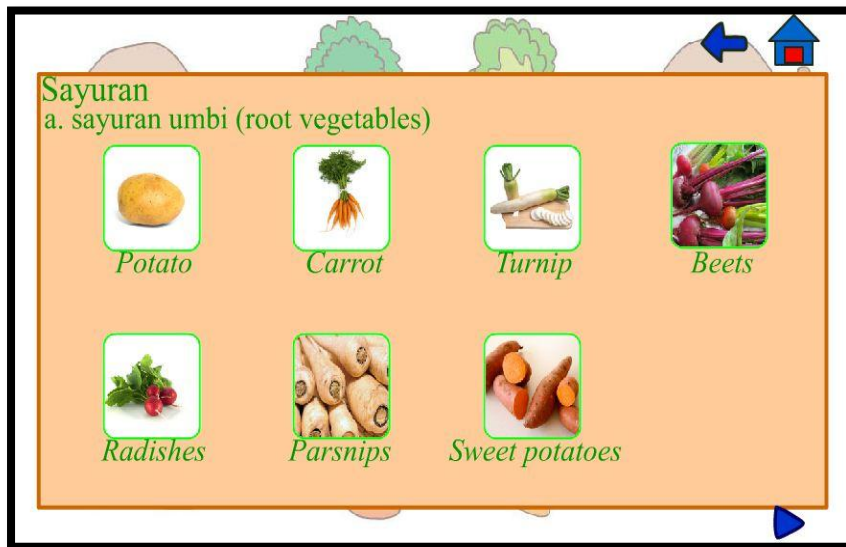 Sayuran
a. sayuran umbi (root vegetables)
Potato Carrot Turnip Beets
Radishes Parsnips Sweet potatoes